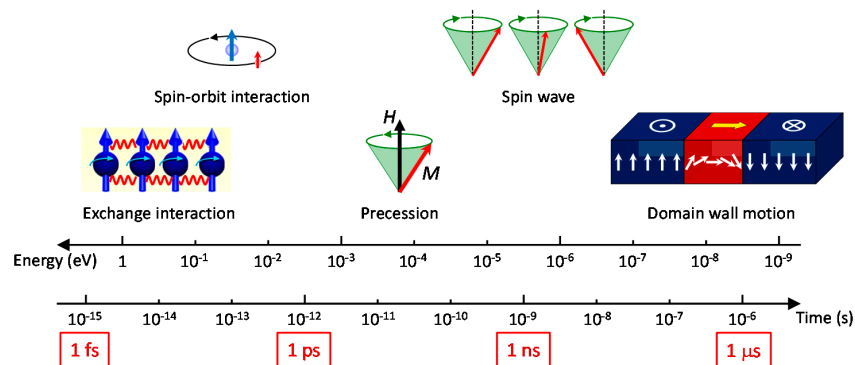 Spin-orbit interaction
Spin wave
H
M
Exchange interaction
Precession
Domain wall motion
Energy (eV) 1 10⁻¹ 10⁻² 10⁻³ 10⁻⁴ 10⁻⁵ 10⁻⁶ 10⁻⁷ 10⁻⁸ 10⁻⁹
10⁻¹⁵ 10⁻¹⁴ 10⁻¹³ 10⁻¹² 10⁻¹¹ 10⁻¹⁰ 10⁻⁹ 10⁻⁸ 10⁻⁷ 10⁻⁶ Time (s)
1 fs 1 ps 1 ns 1 μs